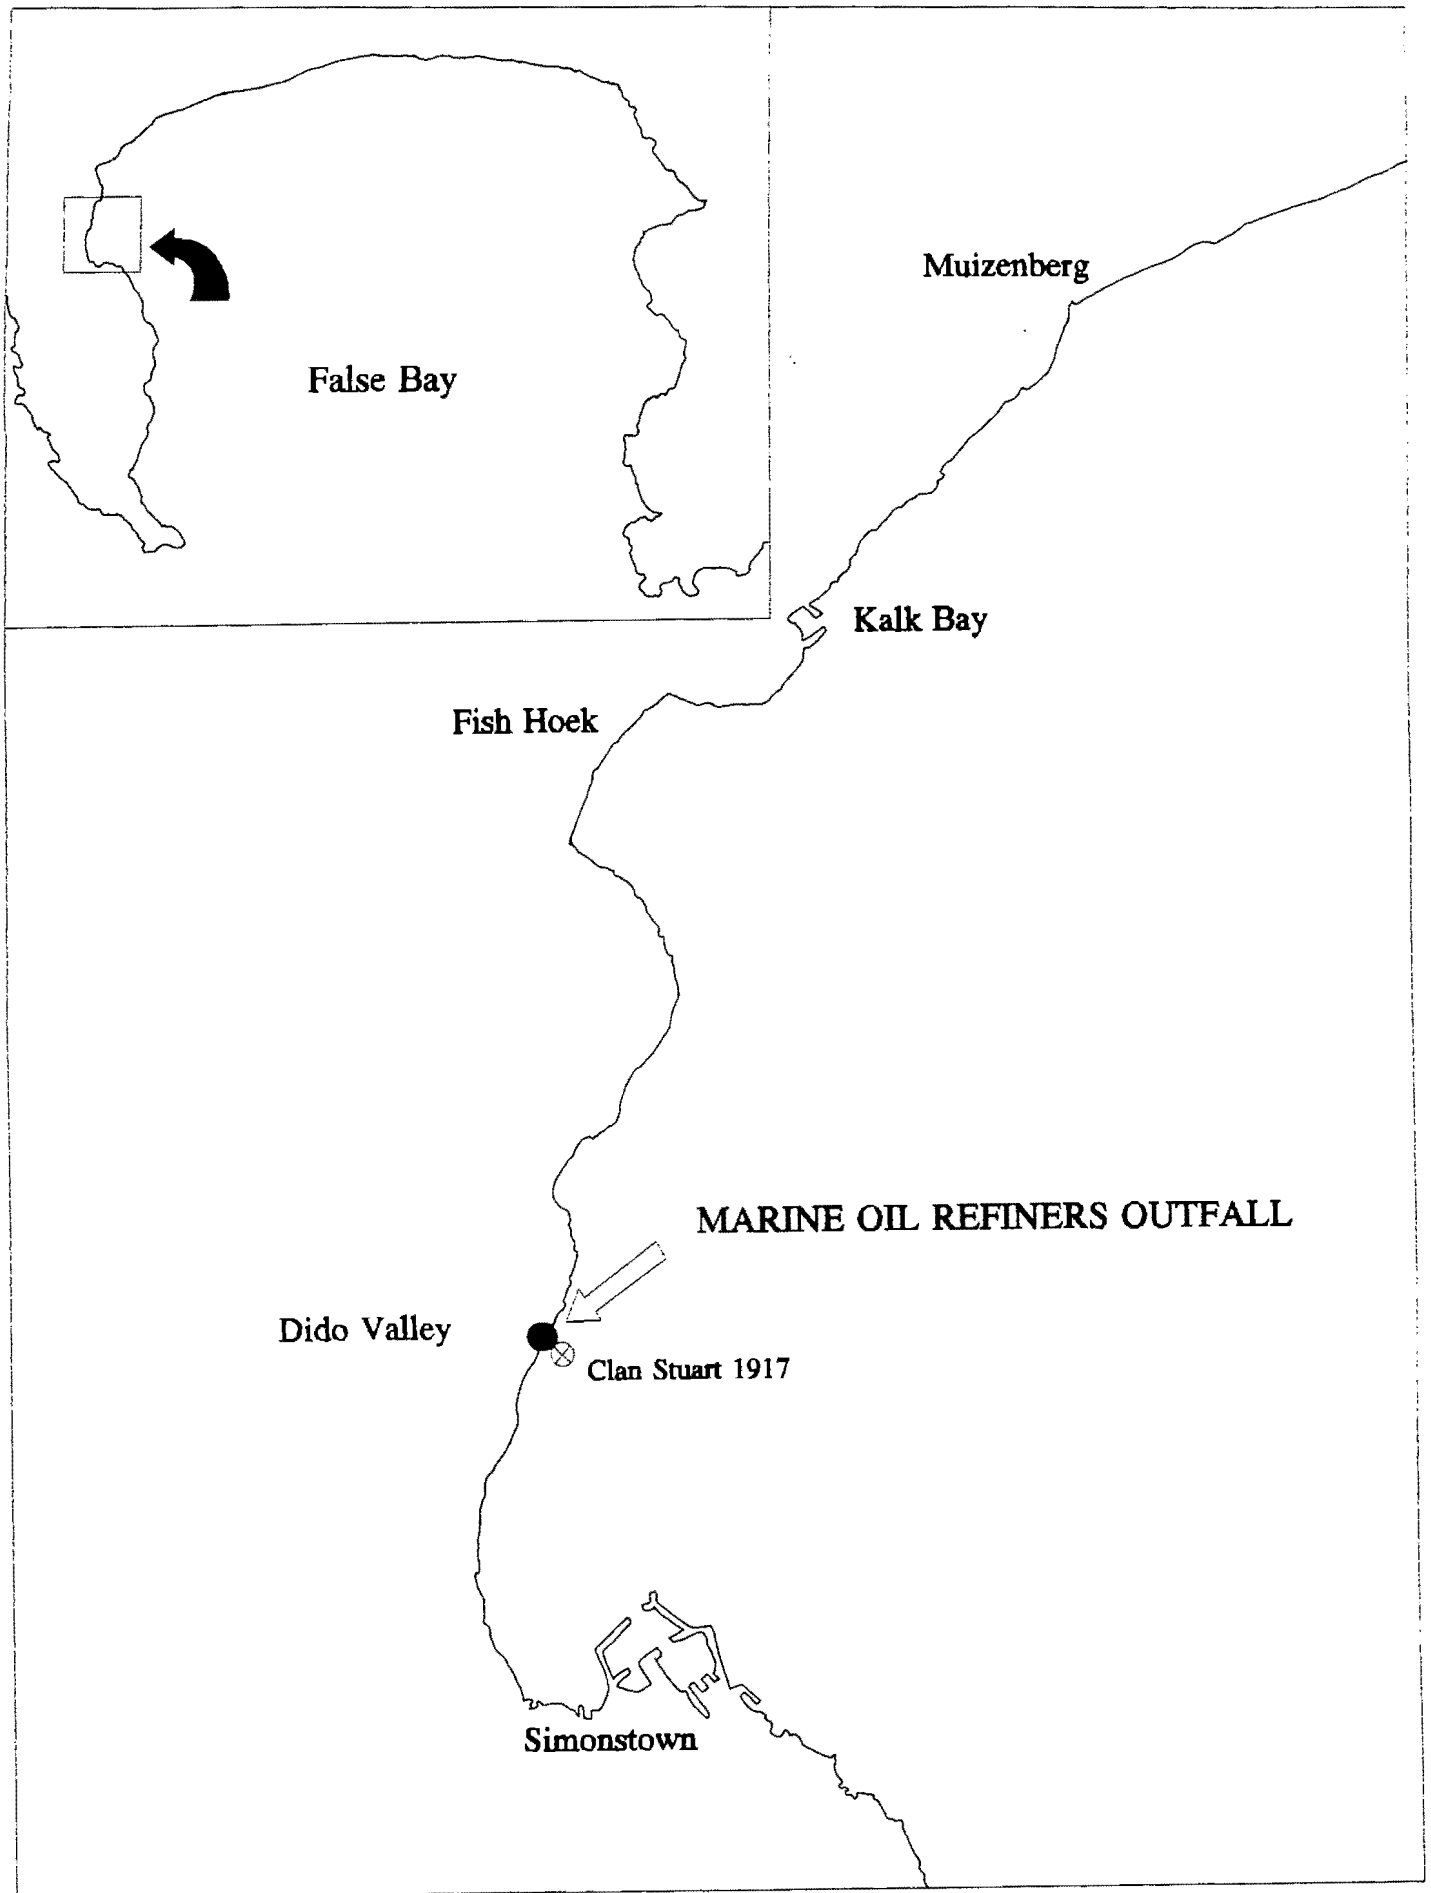 Muizenberg
False Bay
Kalk Bay
Fish Hoek
MARINE OIL REFINERS OUTFALL
Dido Valley
Clan Stuart 1917
Simonstown